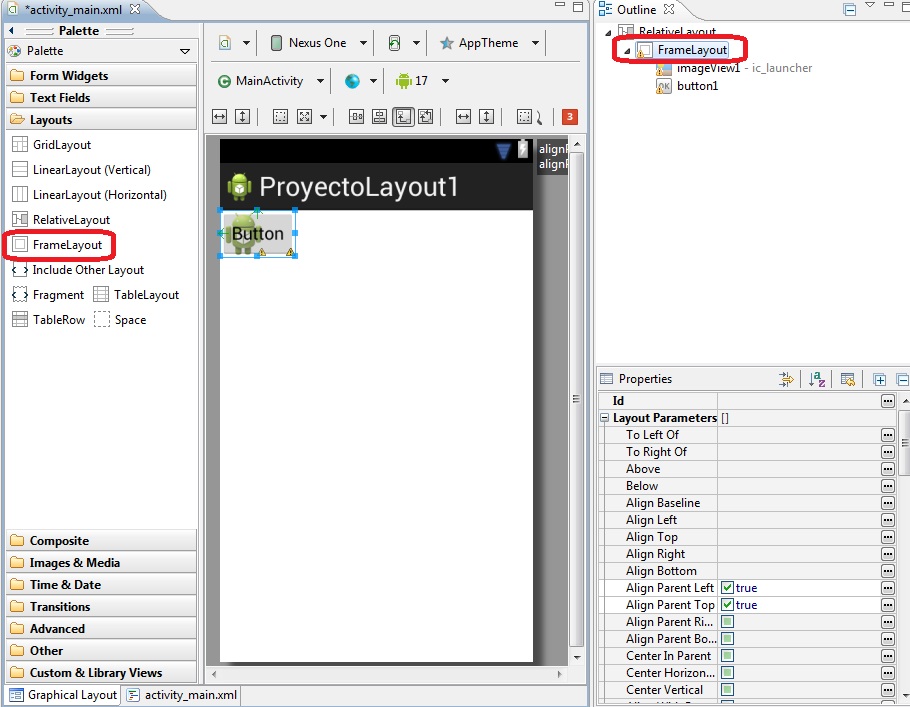 *activity_main.xml
Palette
Palette
Form Widgets
Text Fields
Layouts
GridLayout
LinearLayout (Vertical)
LinearLayout (Horizontal)
RelativeLayout
FrameLayout
Include Other Layout
Fragment TableLayout
TableRow Space
Composite
Images & Media
Time & Date
Transitions
Advanced
Other
Custom & Library Views
Graphical Layout activity_main.xml
Nexus One AppTheme
MainActivity 17
3
ProyectoLayout1
Button
alignP
alignP
Outline
RelativeLayout
FrameLayout
imageView1 - ic_launcher
OK button1
Properties
Id
Layout Parameters []
To Left Of
To Right Of
Above
Below
Align Baseline
Align Left
Align Top
Align Right
Align Bottom
Align Parent Left true
Align Parent Top true
Align Parent Ri...
Align Parent Bo...
Center In Parent
Center Horizon...
Center Vertical